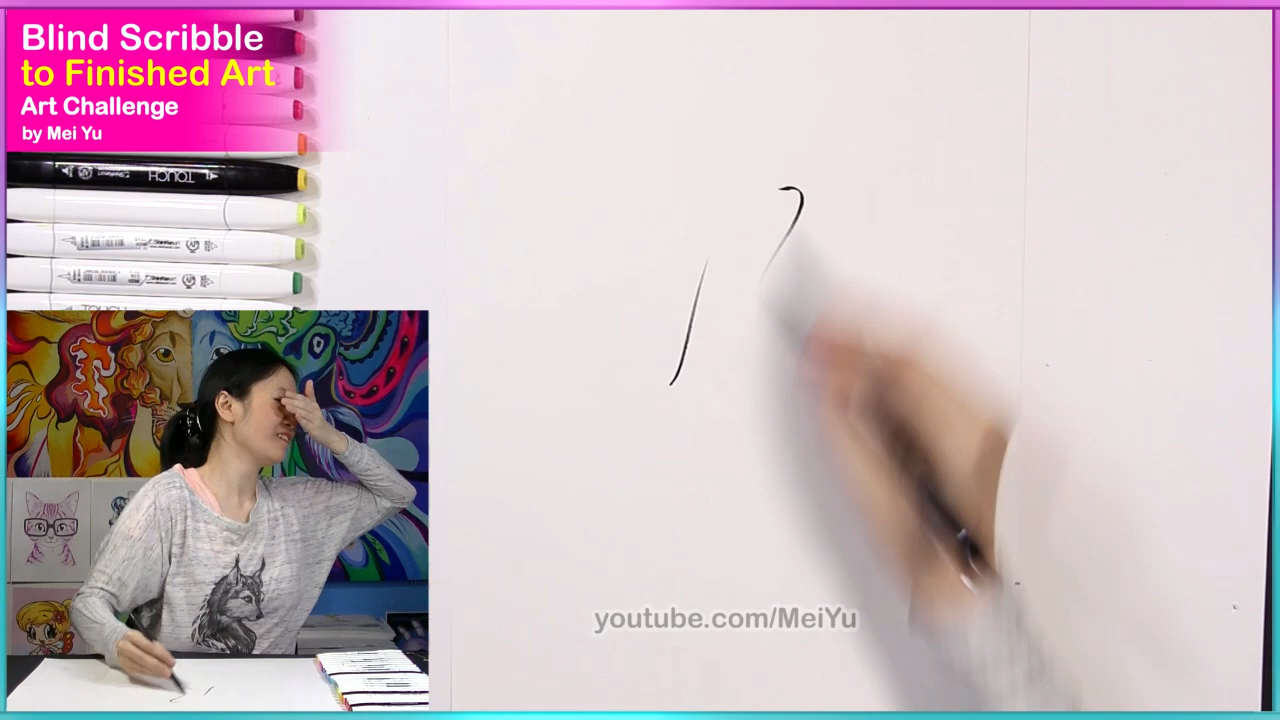 Blind Scribble
to Finished Art
Art Challenge
by Mei Yu
TOUCH
youtube.com/MeiYu